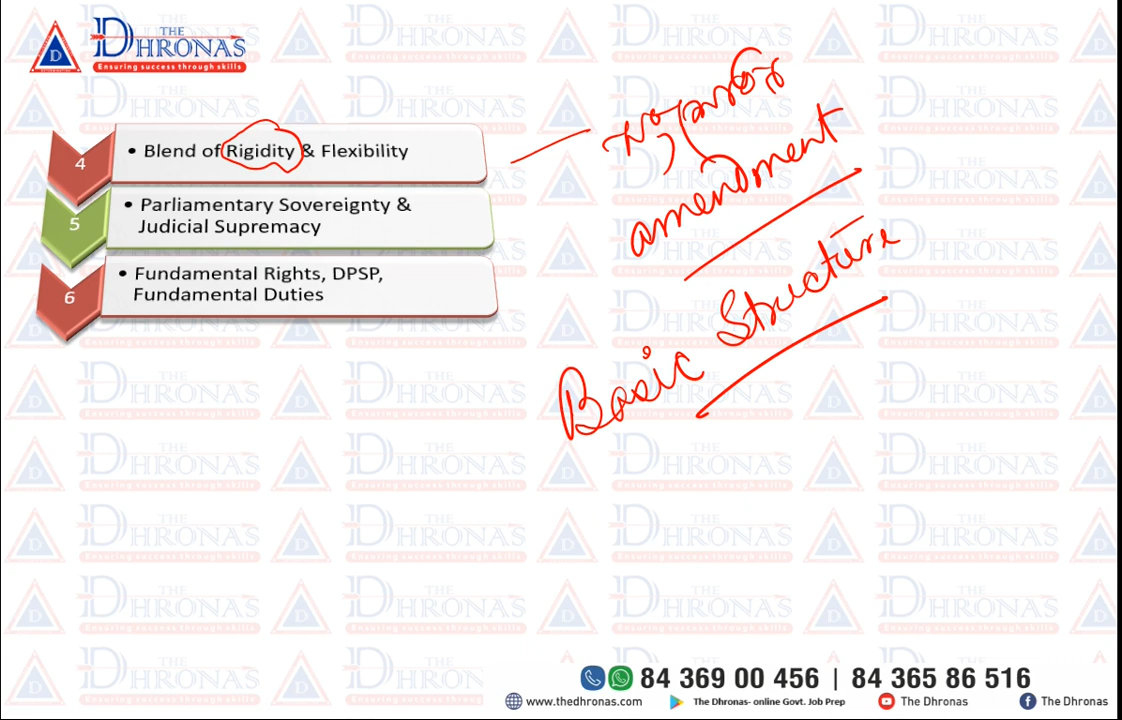 THE
DHRONAS
Ensuring success through skills
4
• Blend of Rigidity & Flexibility
5
• Parliamentary Sovereignty &
Judicial Supremacy
6
• Fundamental Rights, DPSP,
Fundamental Duties
amendment
Basic Structure
84 369 00 456 | 84 365 86 516
www.thedhronas.com
The Dhronas- online Govt. Job Prep
The Dhronas
The Dhronas